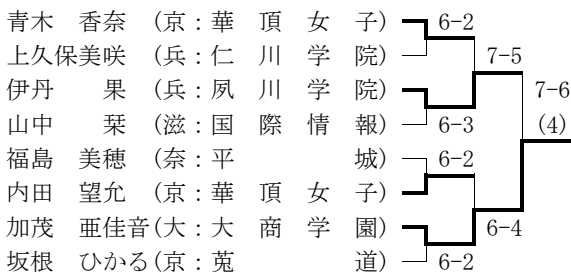 青木 香奈 (京:華頂女子) 6-2
上久保美咲 (兵:仁川学院) 7-5
伊丹 果 (兵:夙川学院) 7-6
山中 栞 (滋:国際情報) 6-3 (4)
福島 美穂 (奈:平城) 6-2
内田 望允 (京:華頂女子)
加茂 亜佳音(大:大商学園) 6-4
坂根 ひかる(京:莵道) 6-2